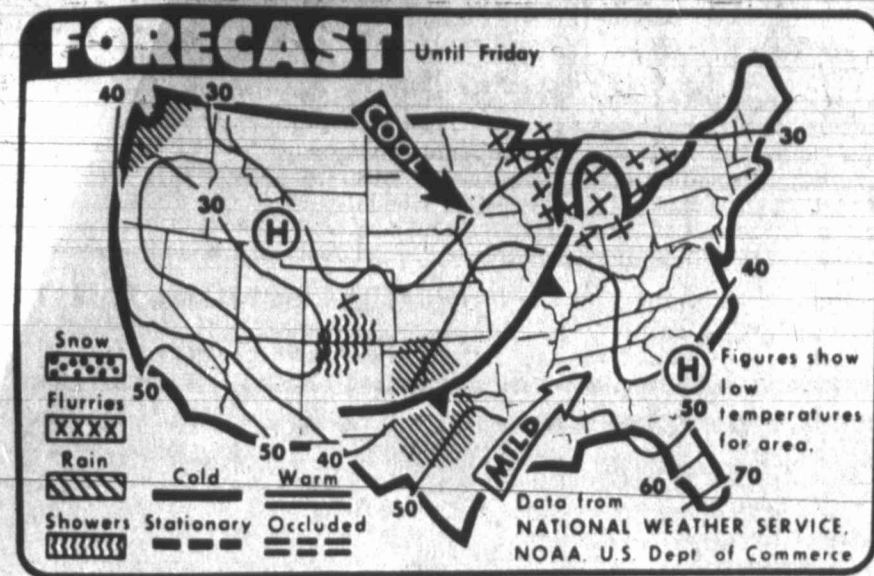 FORECAST Until Friday
40 30
COOL
30
30
H
40
Snow
Flurries
XXXX
Rain
Showers
50
50 40
Cold Warm
Stationary Occluded
50
MILD
H
50
60 70
Figures show
low
temperatures
for area.
Data from
NATIONAL WEATHER SERVICE,
NOAA, U.S. Dept. of Commerce